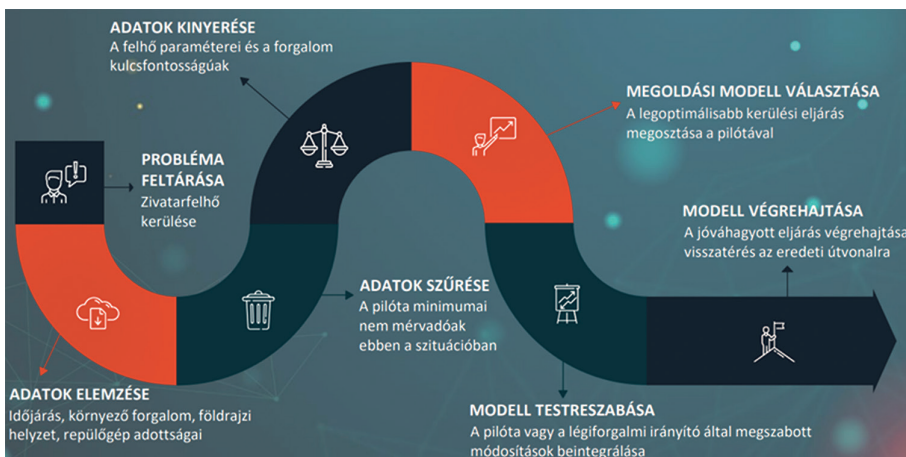 ADATOK KINYERÉSE
A felhő paraméterei és a forgalom
kulcsfontosságúak
MEGOLDÁSI MODELL VÁLASZTÁSA
A legoptimálisabb kerülési eljárás
megosztása a pilótával
PROBLÉMA
FELTÁRÁSA
Zivatarfelhő
kerülése
MODELL VÉGREHAJTÁSA
A jóváhagyott eljárás végrehajtása
visszatérés az eredeti útvonalra
ADATOK SZŰRÉSE
A pilóta minimumai
nem mérvadóak
ebben a szituációban
ADATOK ELEMZÉSE
Időjárás, környező forgalom, földrajzi
helyzet, repülőgép adottságai
MODELL TESTRESZABÁSA
A pilóta vagy a légiforgalmi irányító által megszabott
módosítások beintegrálása